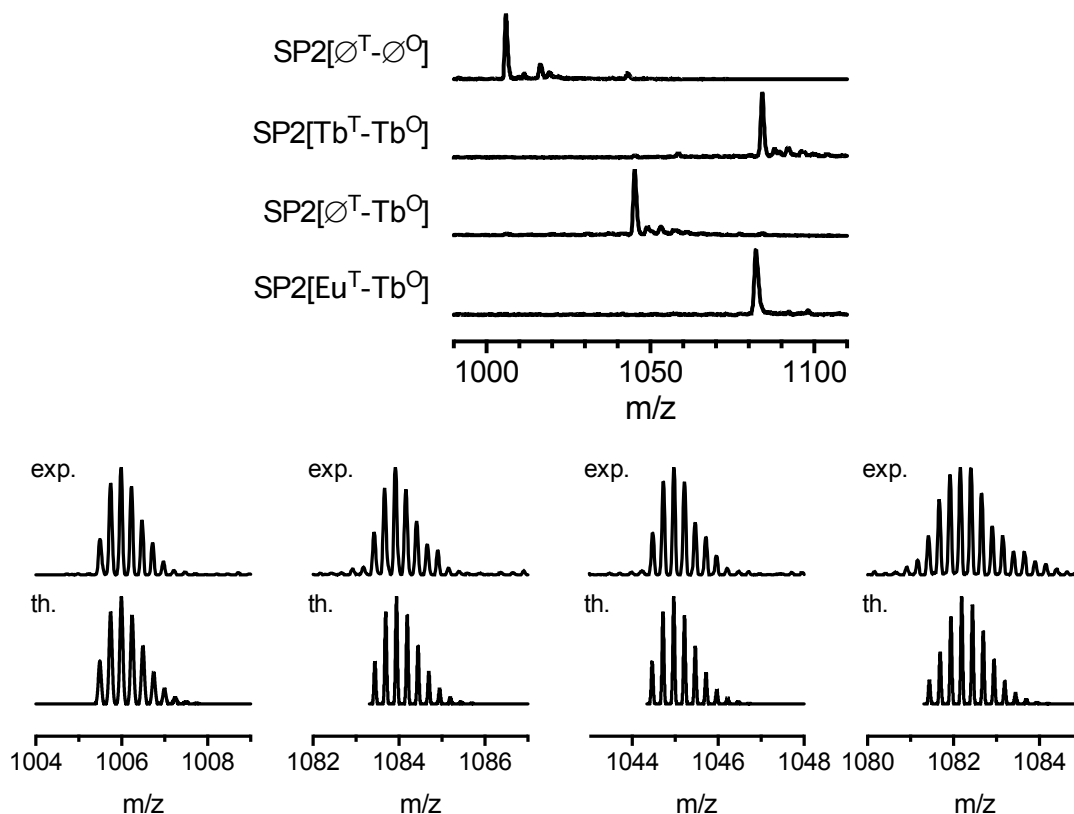 SP2[∅ᵀ-∅ᴼ]
SP2[Tbᵀ-Tbᴼ]
SP2[∅ᵀ-Tbᴼ]
SP2[Euᵀ-Tbᴼ]
1000 1050 1100
m/z
exp. exp. exp. exp.
th. th. th. th.
1004 1006 1008 1082 1084 1086 1044 1046 1048 1080 1082 1084
m/z m/z m/z m/z